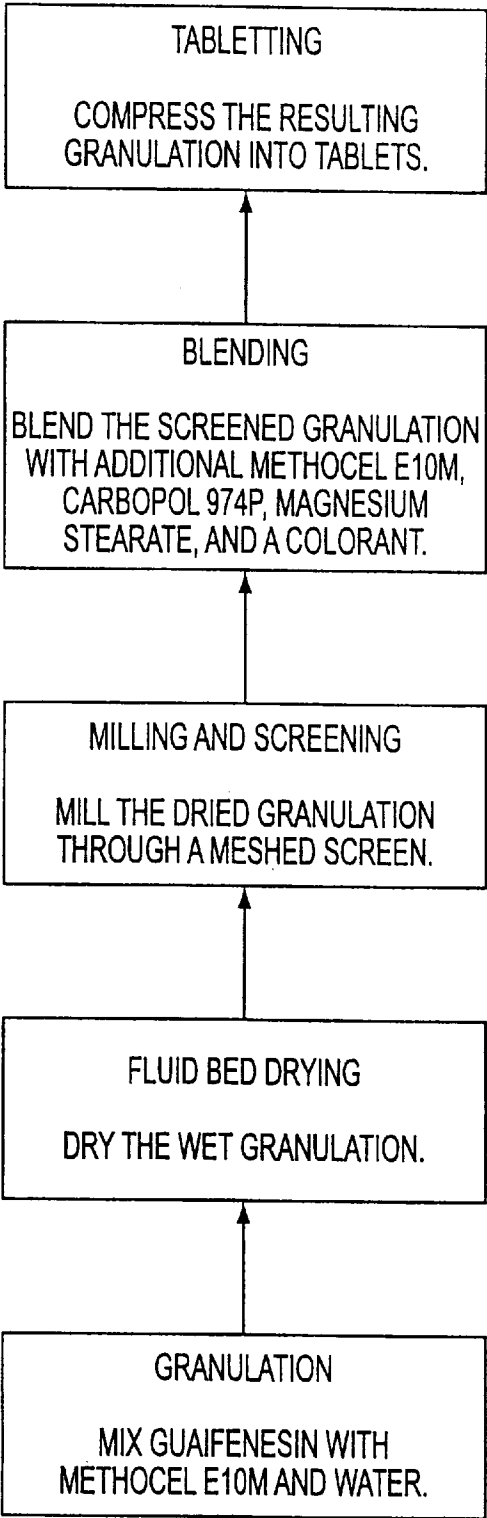 TABLETTING
COMPRESS THE RESULTING
GRANULATION INTO TABLETS.
BLENDING
BLEND THE SCREENED GRANULATION
WITH ADDITIONAL METHOCEL E10M,
CARBOPOL 974P, MAGNESIUM
STEARATE, AND A COLORANT.
MILLING AND SCREENING
MILL THE DRIED GRANULATION
THROUGH A MESHED SCREEN.
FLUID BED DRYING
DRY THE WET GRANULATION.
GRANULATION
MIX GUAIFENESIN WITH
METHOCEL E10M AND WATER.